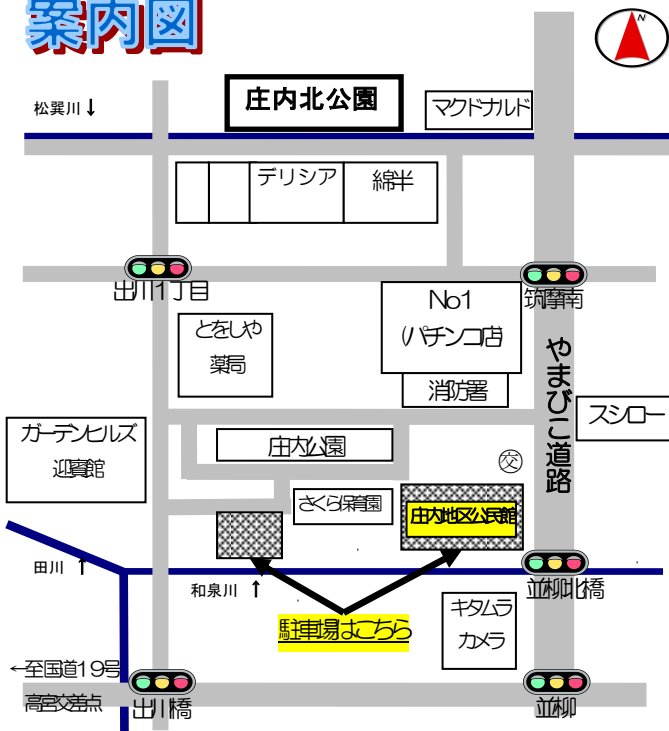 案内図
N
庄内北公園
マクドナルド
松巽川↓
デリシア
綿半
出川1丁目
筑摩南
No1
(パチンコ店)
とをしや
薬局
消防署
やまびこ道路
スシロー
ガーデンヒルズ
迎賓館
庄内公園
交
さくら保育園
庄内地区公民館
田川 ↑
和泉川 ↑
並柳北橋
駐車場はこちら
キタムラ
カメラ
←至国道19号
高宮交差点
出川橋
並柳